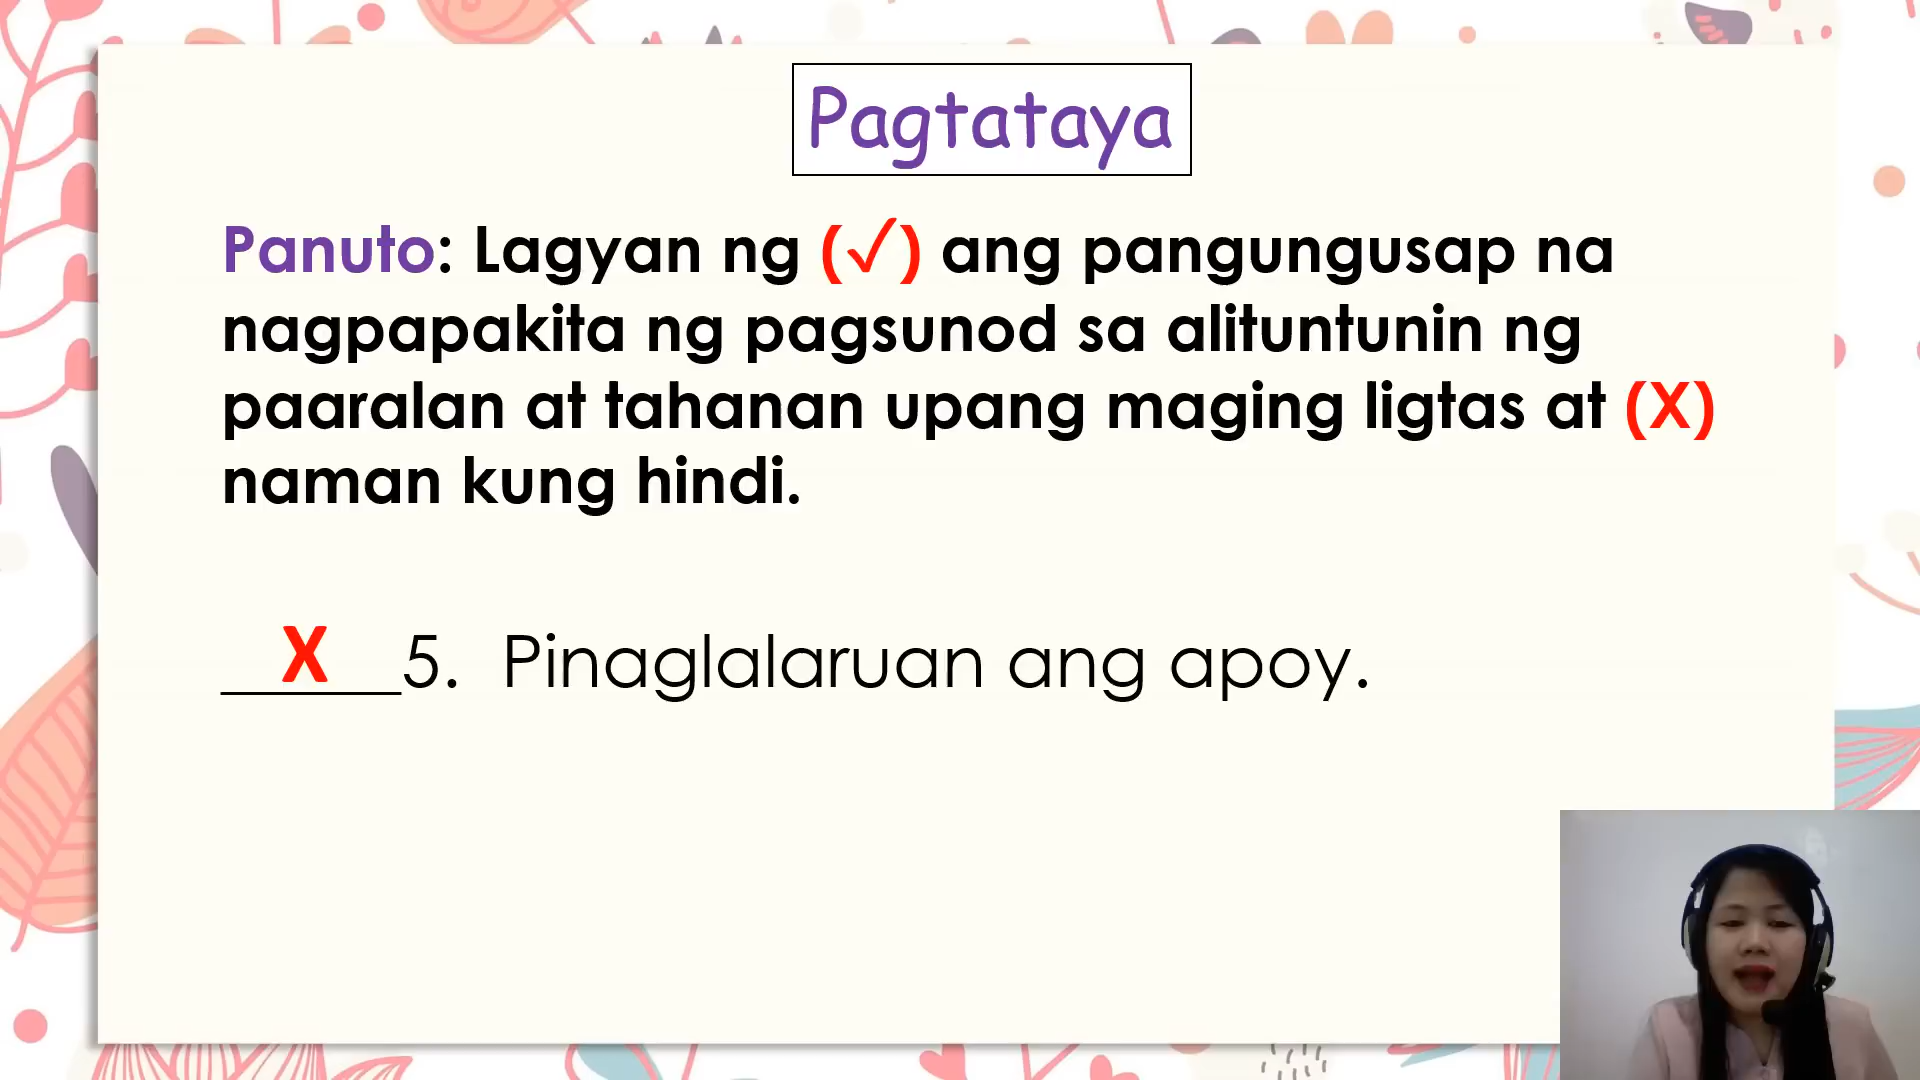 Pagtataya
Panuto: Lagyan ng (✓) ang pangungusap na
nagpapakita ng pagsunod sa alituntunin ng
paaralan at tahanan upang maging ligtas at (X)
naman kung hindi.
___X___5. Pinaglalaruan ang apoy.